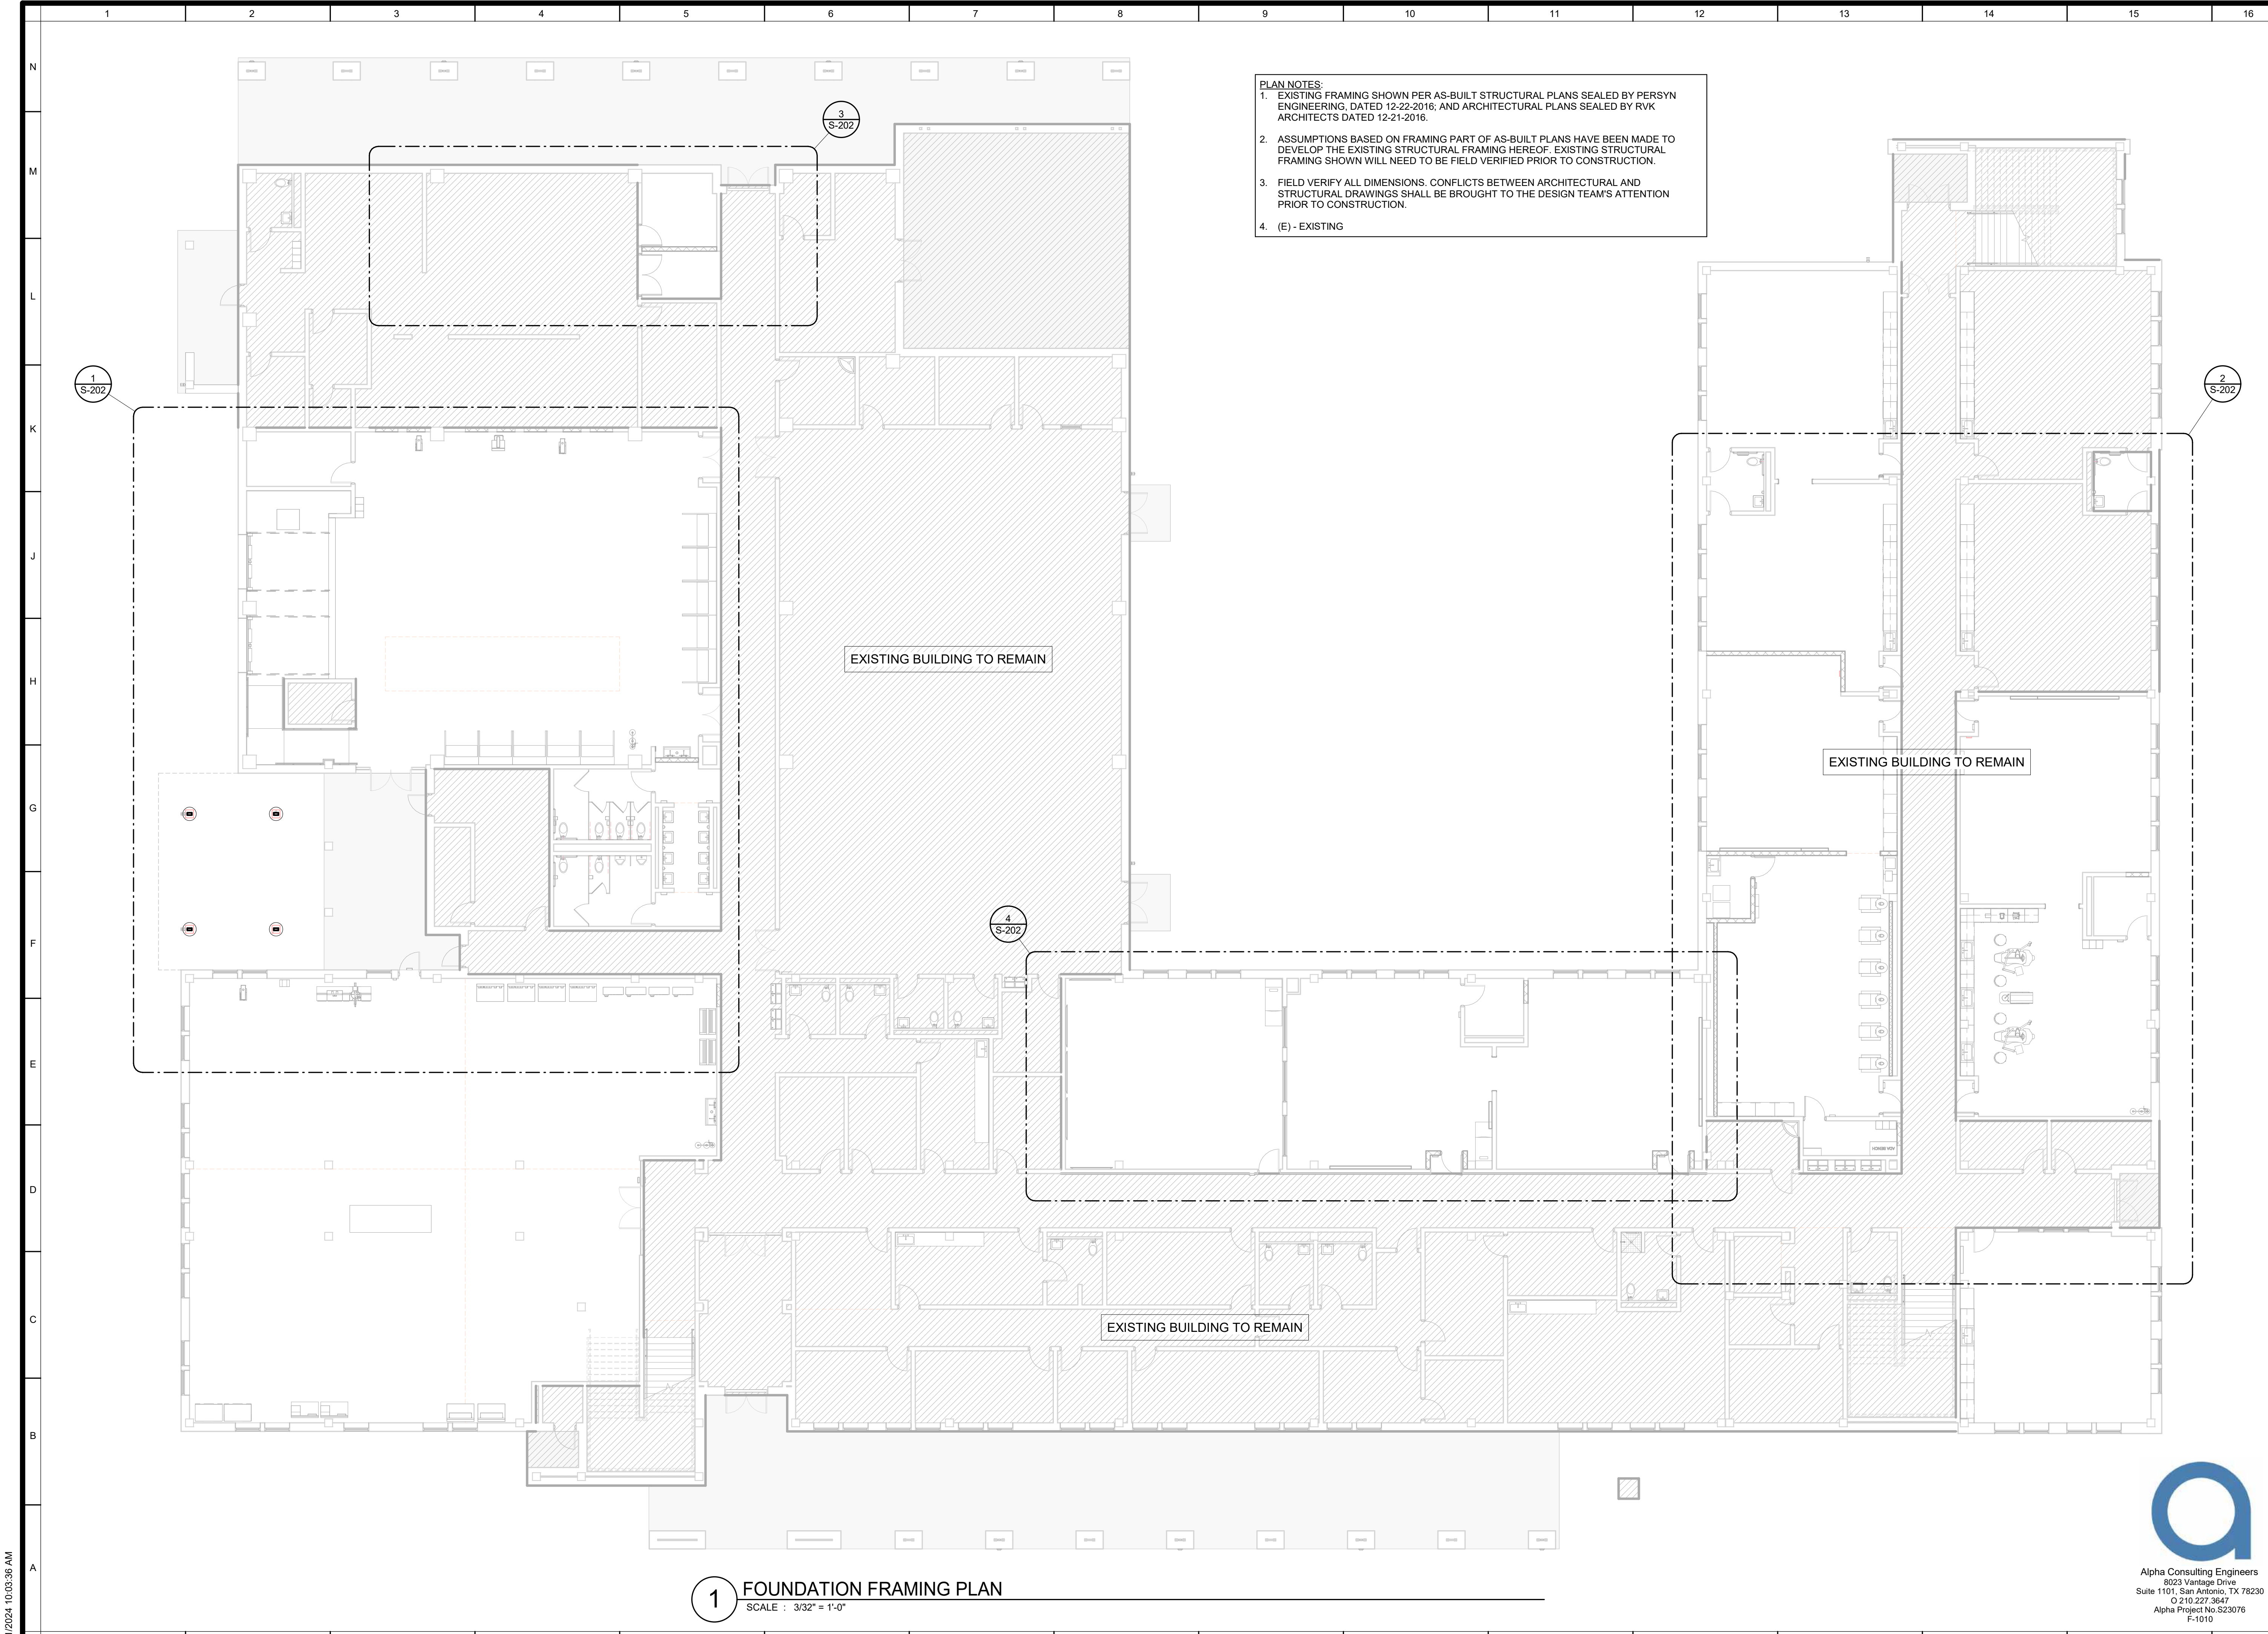 1 2 3 4 5 6 7 8 9 10 11 12 13 14 15 16
N
M
L
K
J
H
G
F
E
D
C
B
A
PLAN NOTES:
1. EXISTING FRAMING SHOWN PER AS-BUILT STRUCTURAL PLANS SEALED BY PERSYN
ENGINEERING, DATED 12-22-2016; AND ARCHITECTURAL PLANS SEALED BY RVK
ARCHITECTS DATED 12-21-2016.
2. ASSUMPTIONS BASED ON FRAMING PART OF AS-BUILT PLANS HAVE BEEN MADE TO
DEVELOP THE EXISTING STRUCTURAL FRAMING HEREOF. EXISTING STRUCTURAL
FRAMING SHOWN WILL NEED TO BE FIELD VERIFIED PRIOR TO CONSTRUCTION.
3. FIELD VERIFY ALL DIMENSIONS. CONFLICTS BETWEEN ARCHITECTURAL AND
STRUCTURAL DRAWINGS SHALL BE BROUGHT TO THE DESIGN TEAM'S ATTENTION
PRIOR TO CONSTRUCTION.
4. (E) - EXISTING
3
S-202
1
S-202
2
S-202
EXISTING BUILDING TO REMAIN
EXISTING BUILDING TO REMAIN
4
S-202
EXISTING BUILDING TO REMAIN
1 FOUNDATION FRAMING PLAN
SCALE : 3/32" = 1'-0"
Alpha Consulting Engineers
8023 Vantage Drive
Suite 1101, San Antonio, TX 78230
O 210.227.3647
Alpha Project No.S23076
F-1010
/2024 10:03:36 AM